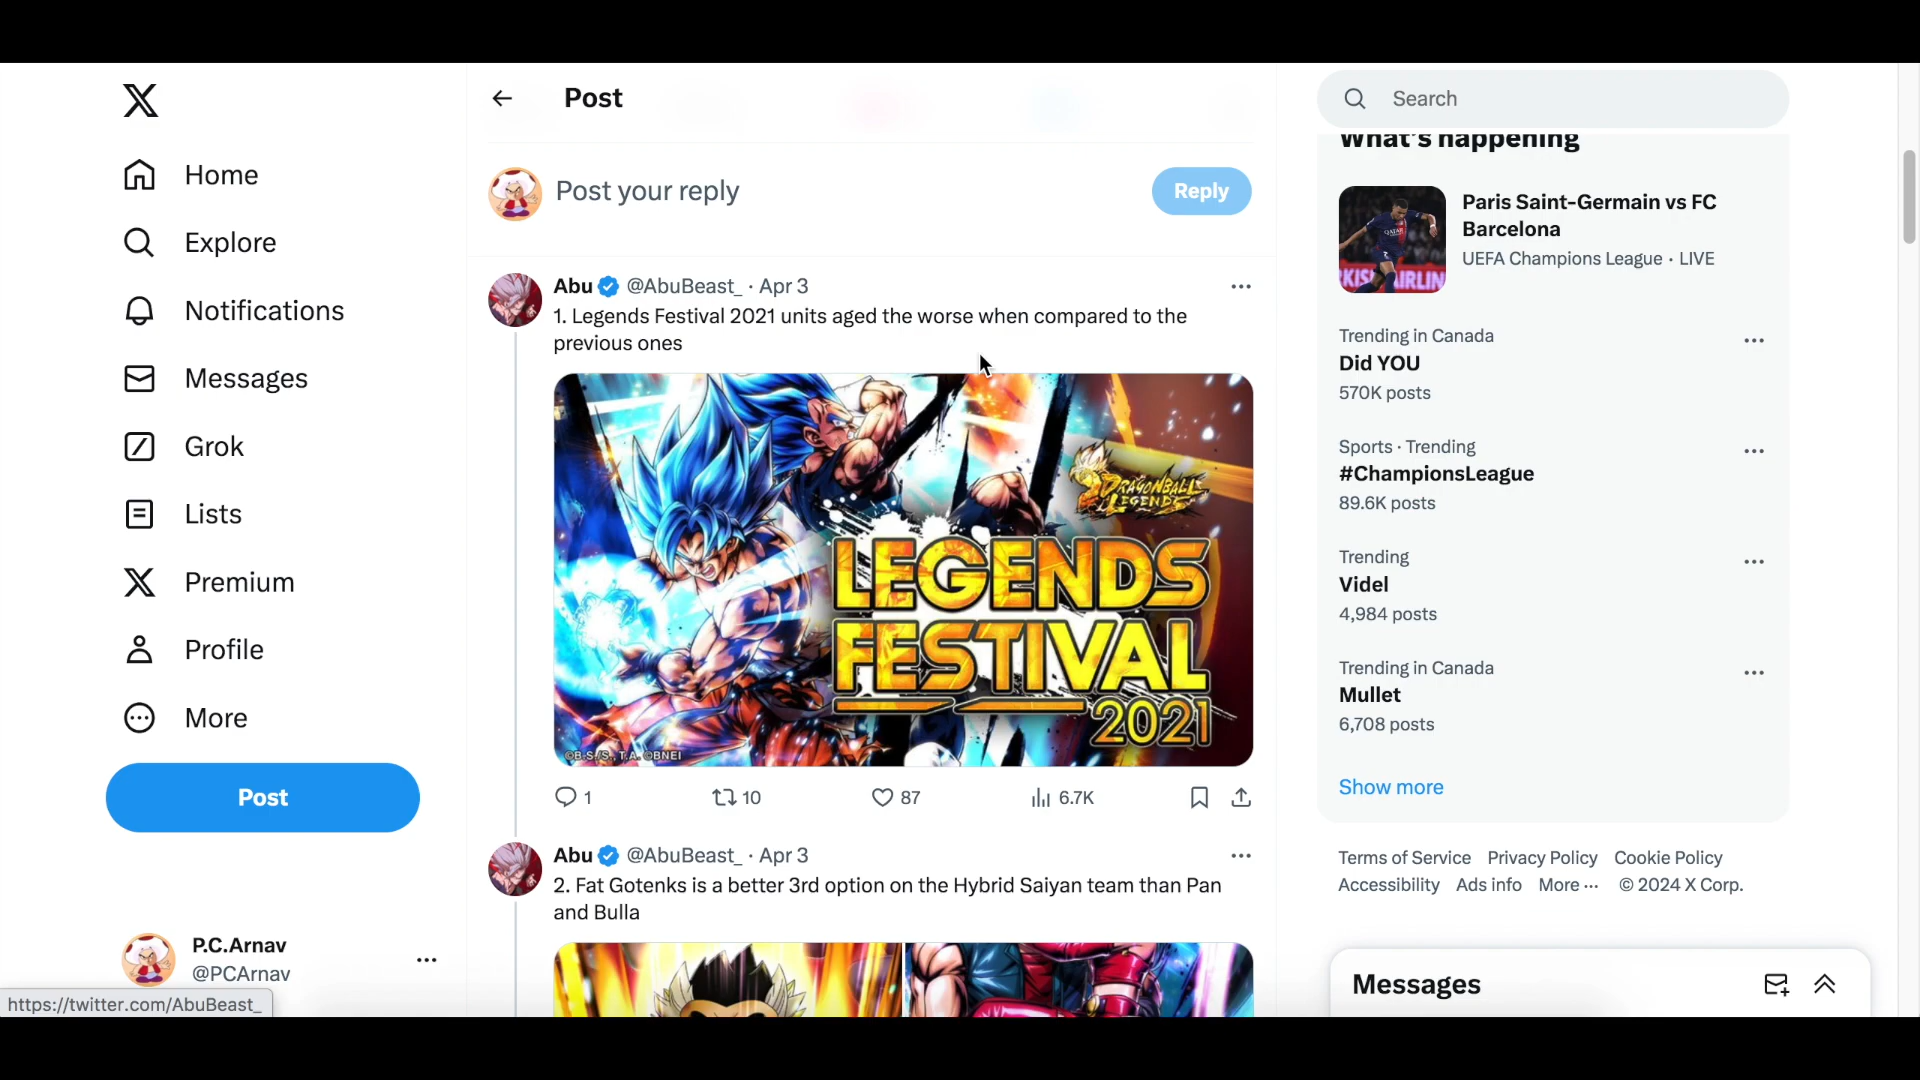 Home
Explore
Notifications
Messages
Grok
Lists
Premium
Profile
More
Post
P.C.Arnav
@PCArnav
https://twitter.com/AbuBeast_
Post
Post your reply
Reply
Abu @AbuBeast_ · Apr 3
1. Legends Festival 2021 units aged the worse when compared to the
previous ones
DRAGONBALL
LEGENDS
LEGENDS
FESTIVAL
2021
©B.S./S., T.A. ©BNEI
1
10
87
6.7K
Abu @AbuBeast_ · Apr 3
2. Fat Gotenks is a better 3rd option on the Hybrid Saiyan team than Pan
and Bulla
Search
What's happening
Paris Saint-Germain vs FC
Barcelona
UEFA Champions League · LIVE
Trending in Canada
Did YOU
570K posts
Sports · Trending
#ChampionsLeague
89.6K posts
Trending
Videl
4,984 posts
Trending in Canada
Mullet
6,708 posts
Show more
Terms of Service Privacy Policy Cookie Policy
Accessibility Ads info More ··· © 2024 X Corp.
Messages